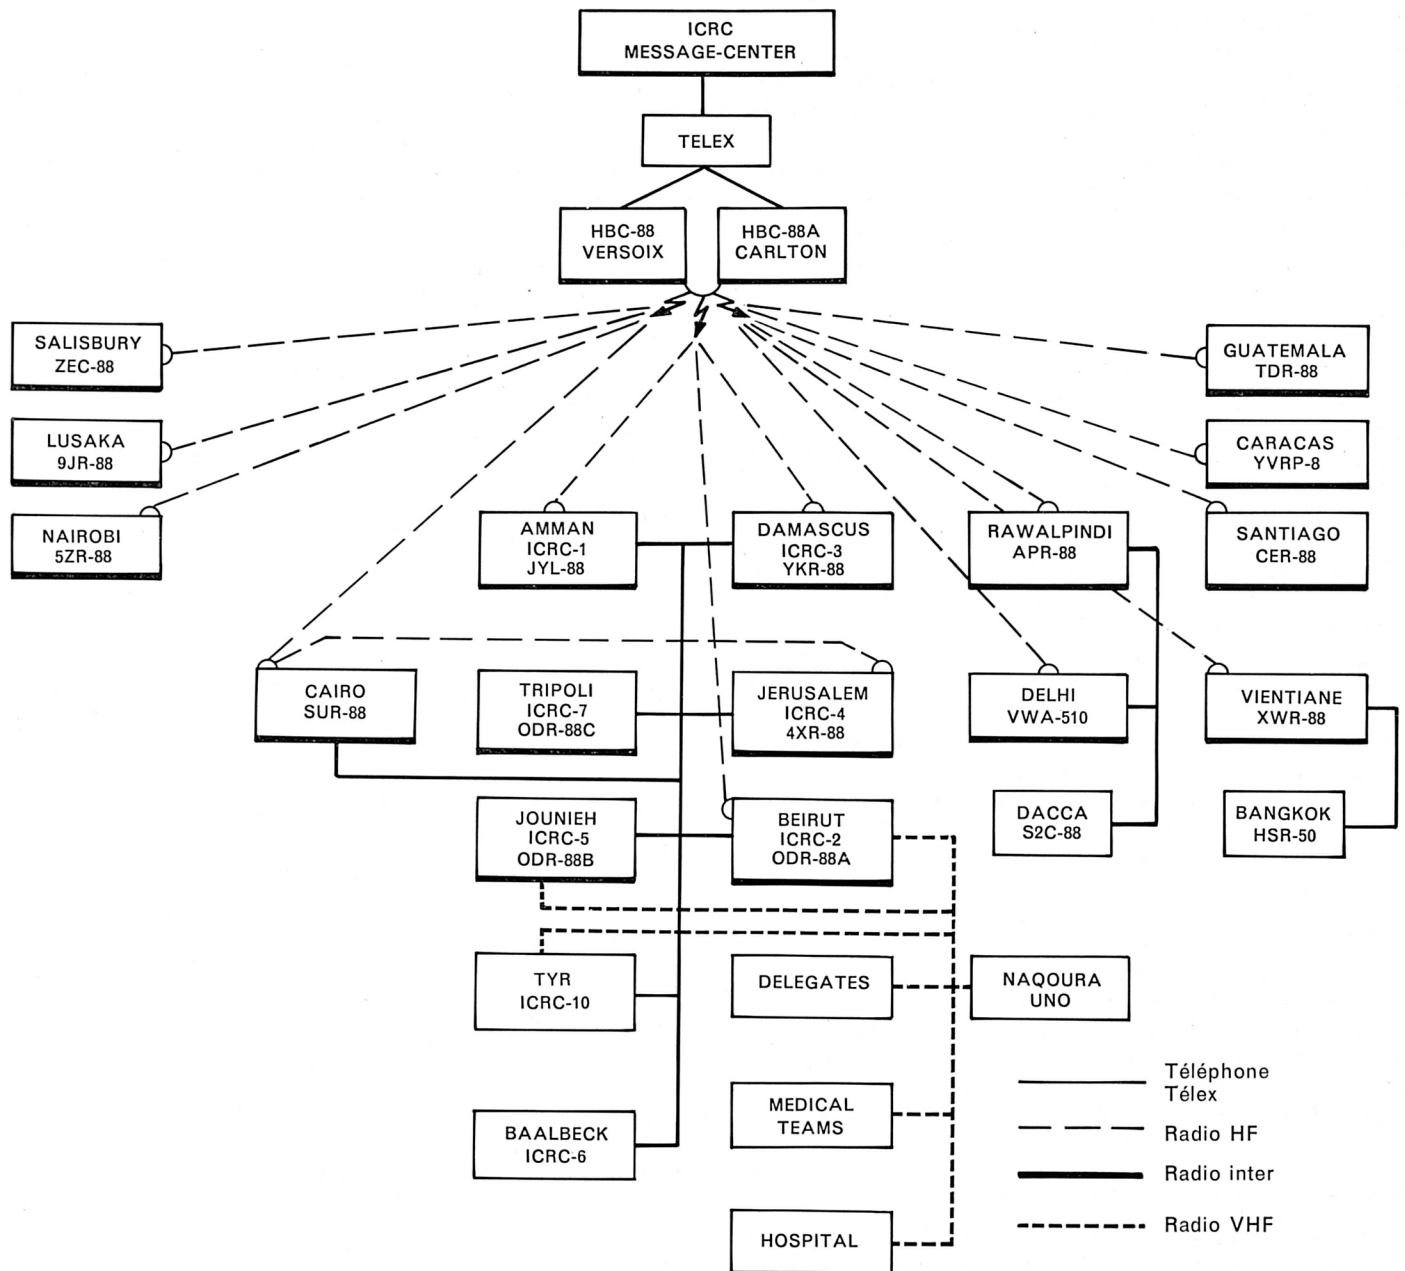 ICRC
MESSAGE-CENTER
TELEX
HBC-88
VERSOIX
HBC-88A
CARLTON
SALISBURY
ZEC-88
GUATEMALA
TDR-88
LUSAKA
9JR-88
CARACAS
YVRP-8
NAIROBI
5ZR-88
AMMAN
ICRC-1
JYL-88
DAMASCUS
ICRC-3
YKR-88
RAWALPINDI
APR-88
SANTIAGO
CER-88
CAIRO
SUR-88
TRIPOLI
ICRC-7
ODR-88C
JERUSALEM
ICRC-4
4XR-88
DELHI
VWA-510
VIENTIANE
XWR-88
JOUNIEH
ICRC-5
ODR-88B
BEIRUT
ICRC-2
ODR-88A
DACCA
S2C-88
BANGKOK
HSR-50
TYR
ICRC-10
DELEGATES
NAQOURA
UNO
BAALBECK
ICRC-6
MEDICAL
TEAMS
HOSPITAL
Téléphone
Télex
Radio HF
Radio inter
Radio VHF